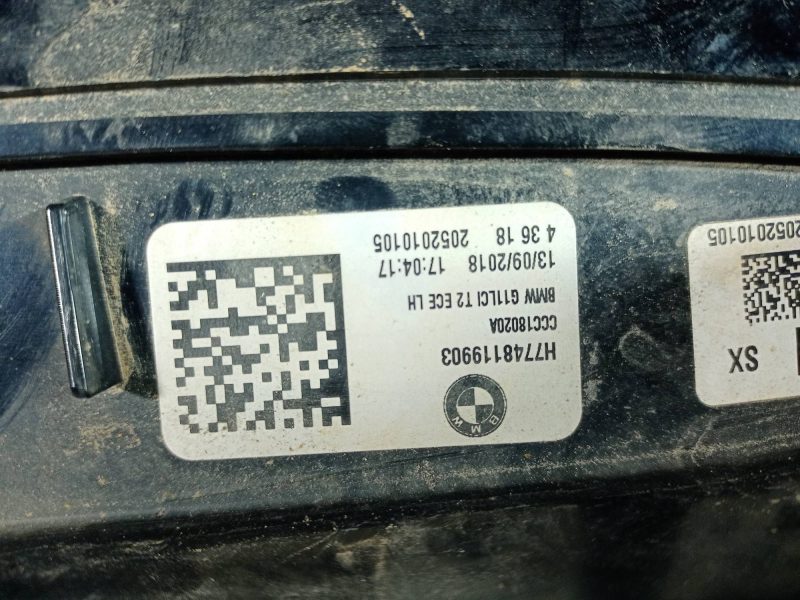 BMW
H7748119903
CCC18020A
BMW G11LCI T2 ECE LH
13/09/2018 17:04:17
4 36 18 2052010105
SX
2052010105